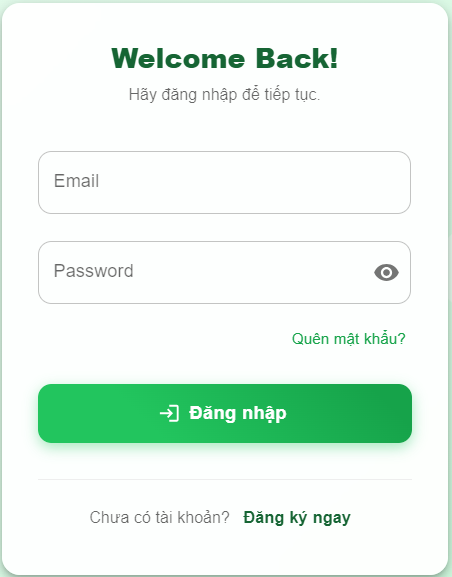 Welcome Back!
Hãy đăng nhập để tiếp tục.
Email
Password
Quên mật khẩu?
Đăng nhập
Chưa có tài khoản? Đăng ký ngay